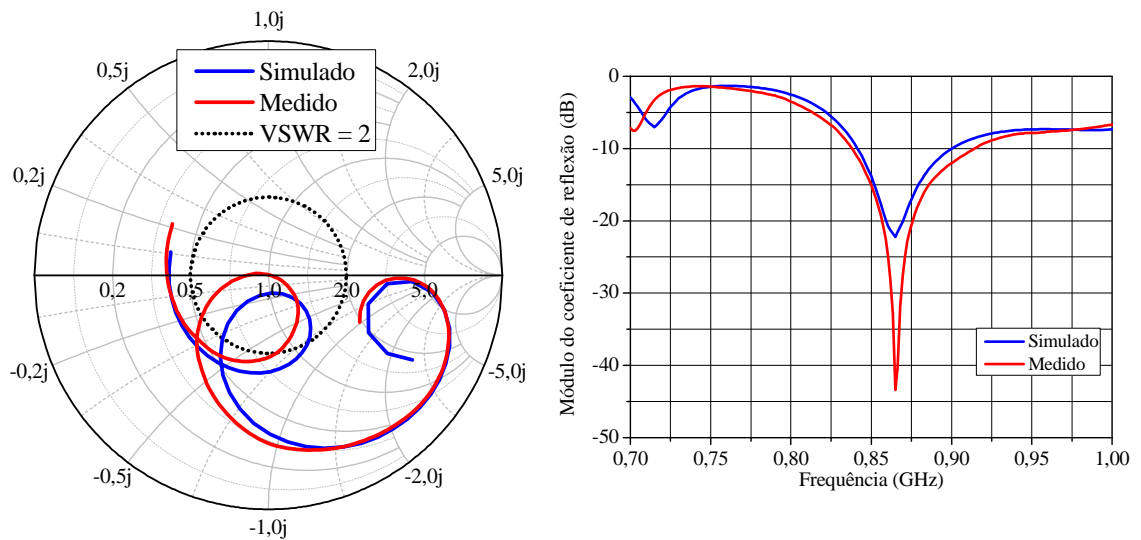 1,0j
0,5j
2,0j
Simulado
Medido
VSWR = 2
0,2j
5,0j
0,2
0,5
1,0
2,0
5,0
-0,2j
-5,0j
-0,5j
-2,0j
-1,0j
Módulo do coeficiente de reflexão (dB)
0
-10
-20
-30
-40
-50
Simulado
Medido
0,70
0,75
0,80
0,85
0,90
0,95
1,00
Frequência (GHz)